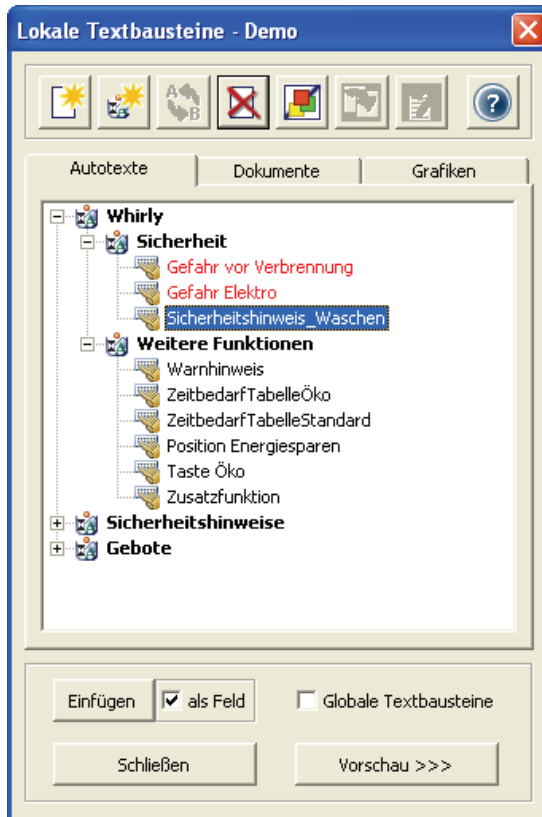 Lokale Textbausteine - Demo
A
B
?
Autotexte Dokumente Grafiken
Whirly
Sicherheit
Gefahr vor Verbrennung
Gefahr Elektro
Sicherheitshinweis_Waschen
Weitere Funktionen
Warnhinweis
ZeitbedarfTabelleÖko
ZeitbedarfTabelleStandard
Position Energiesparen
Taste Öko
Zusatzfunktion
Sicherheitshinweise
Gebote
Einfügen als Feld Globale Textbausteine
Schließen Vorschau >>>